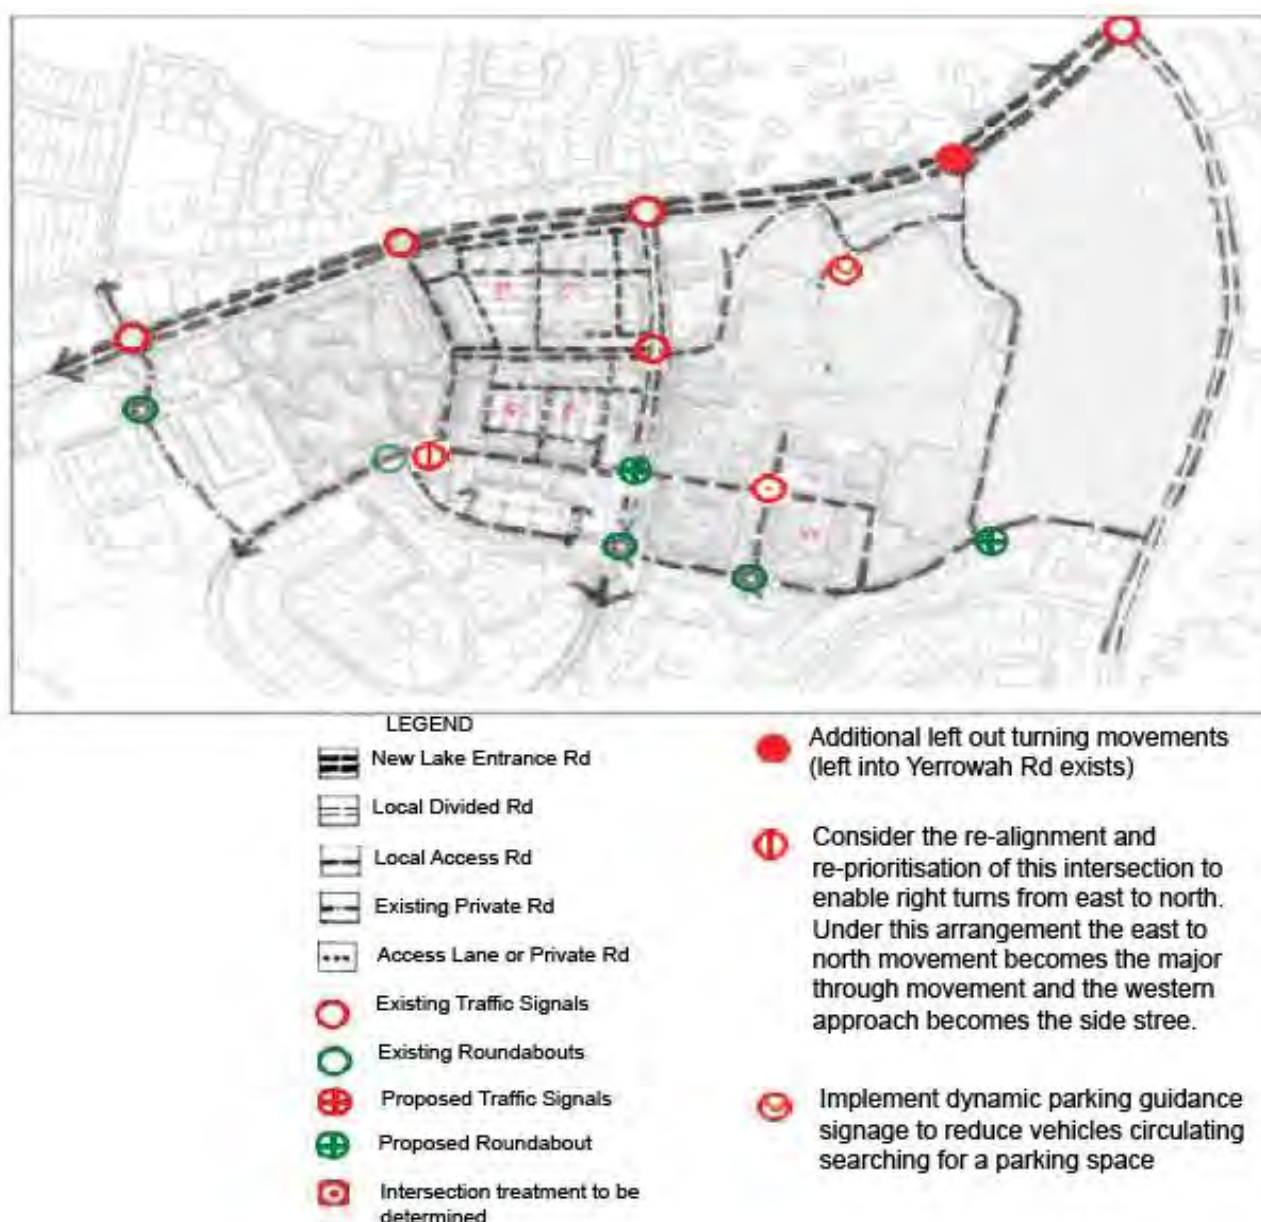 LEGEND
New Lake Entrance Rd
Local Divided Rd
Local Access Rd
Existing Private Rd
Access Lane or Private Rd
Existing Traffic Signals
Existing Roundabouts
Proposed Traffic Signals
Proposed Roundabout
Intersection treatment to be
determined
Additional left out turning movements
(left into Yerrowah Rd exists)
Consider the re-alignment and
re-prioritisation of this intersection to
enable right turns from east to north.
Under this arrangement the east to
north movement becomes the major
through movement and the western
approach becomes the side stree.
Implement dynamic parking guidance
signage to reduce vehicles circulating
searching for a parking space